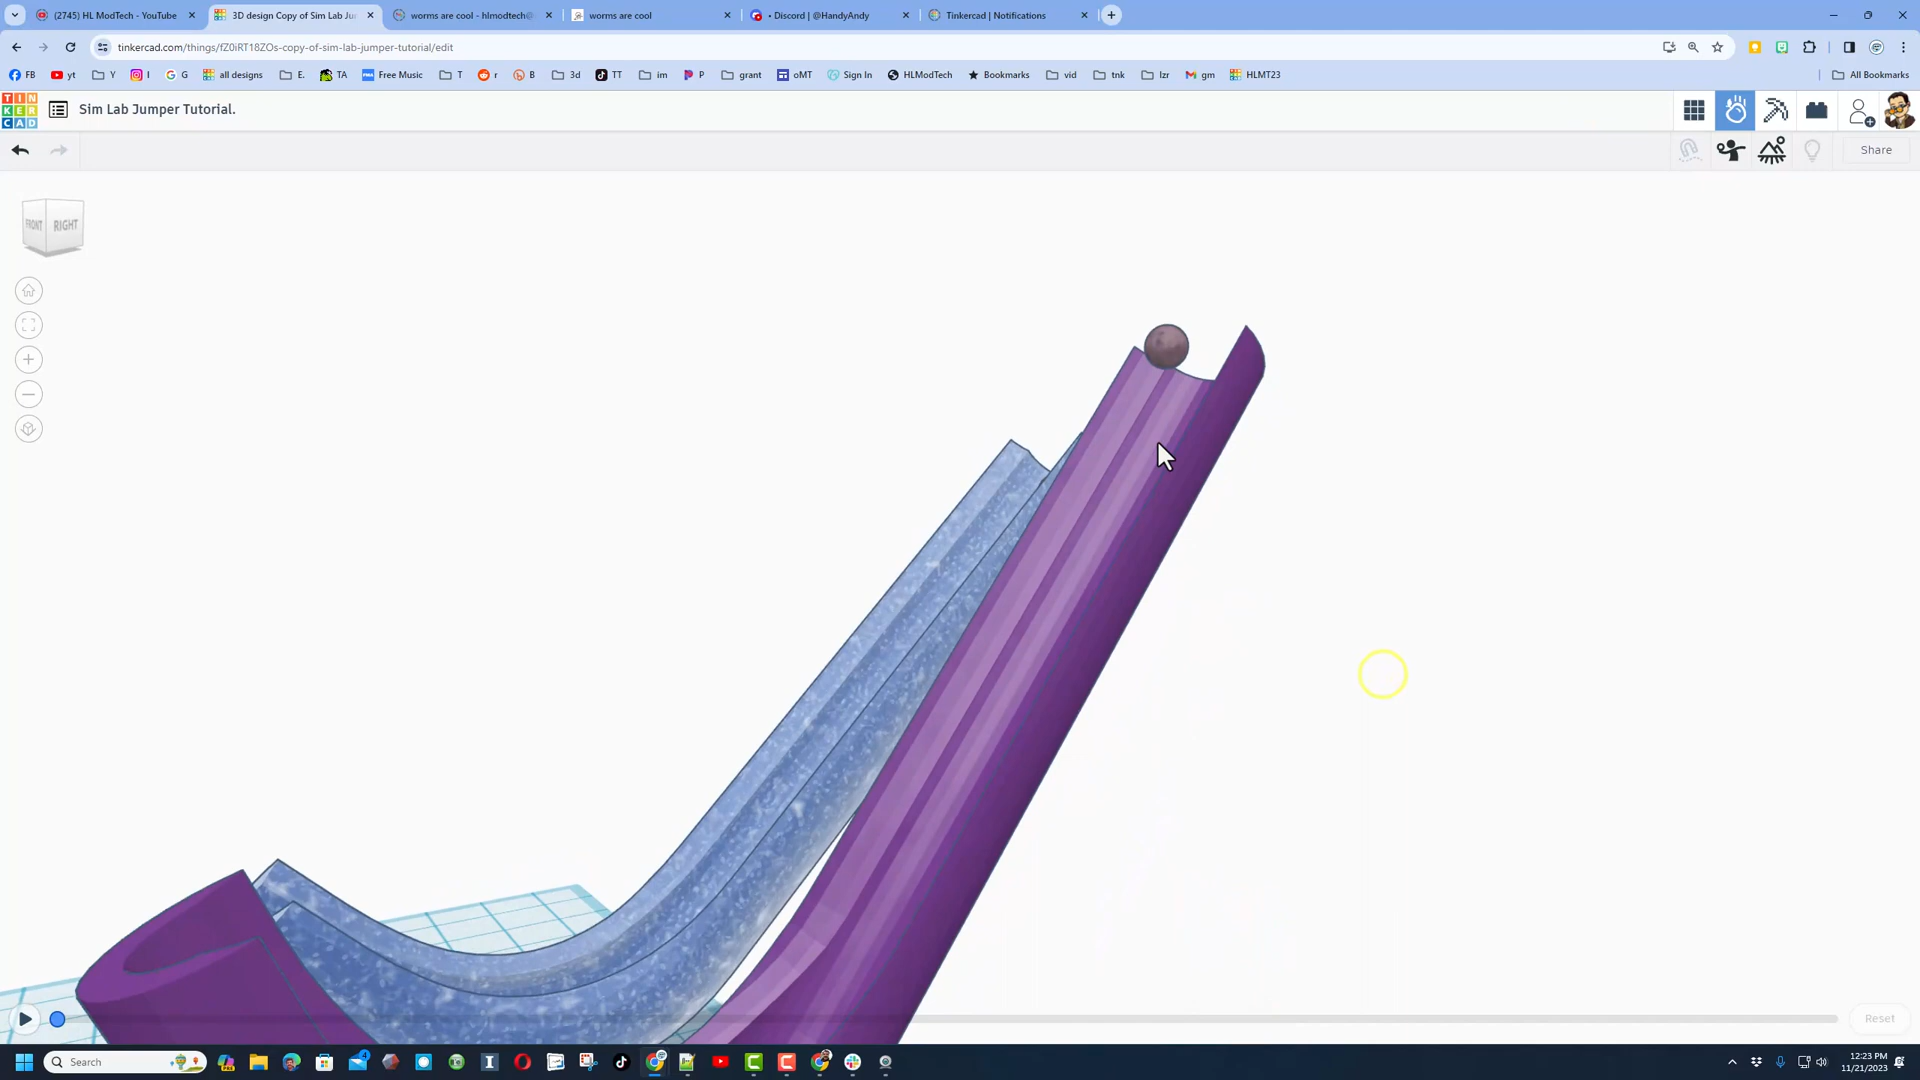 (2745) HL ModTech - YouTube
3D design Copy of Sim Lab Ju
worms are cool - hlmodtech@
worms are cool
• Discord | @HandyAndy
Tinkercad | Notifications
tinkercad.com/things/fZ0iRT18ZOs-copy-of-sim-lab-jumper-tutorial/edit
FB
yt
Y
I
G
all designs
E.
TA
Free Music
T
r
B
3d
TT
im
P
grant
oMT
Sign In
HLModTech
Bookmarks
vid
tnk
lzr
gm
HLMT23
All Bookmarks
TIN
KER
CAD
Sim Lab Jumper Tutorial.
Share
FRONT
RIGHT
Reset
Search
12:23 PM
11/21/2023